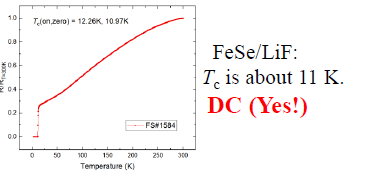 1.0
0.8
0.6
0.4
0.2
0.0
T_c(on,zero) = 12.26K, 10.97K
FS#1584
0 50 100 150 200 250 300
Temperature (K)
FeSe/LiF:
T_c is about 11 K.
DC (Yes!)